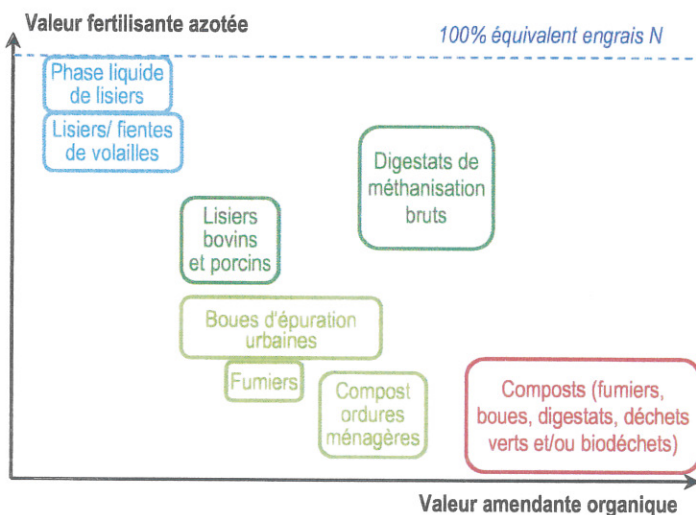 Valeur fertilisante azotée
100% équivalent engrais N
Phase liquide
de lisiers
Lisiers/ fientes
de volailles
Digestats de
méthanisation
bruts
Lisiers
bovins
et porcins
Boues d'épuration
urbaines
Fumiers
Compost
ordures
ménagères
Composts (fumiers,
boues, digestats, déchets
verts et/ou biodéchets)
Valeur amendante organique